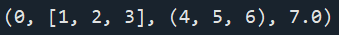 (0, [1, 2, 3], (4, 5, 6), 7.0)